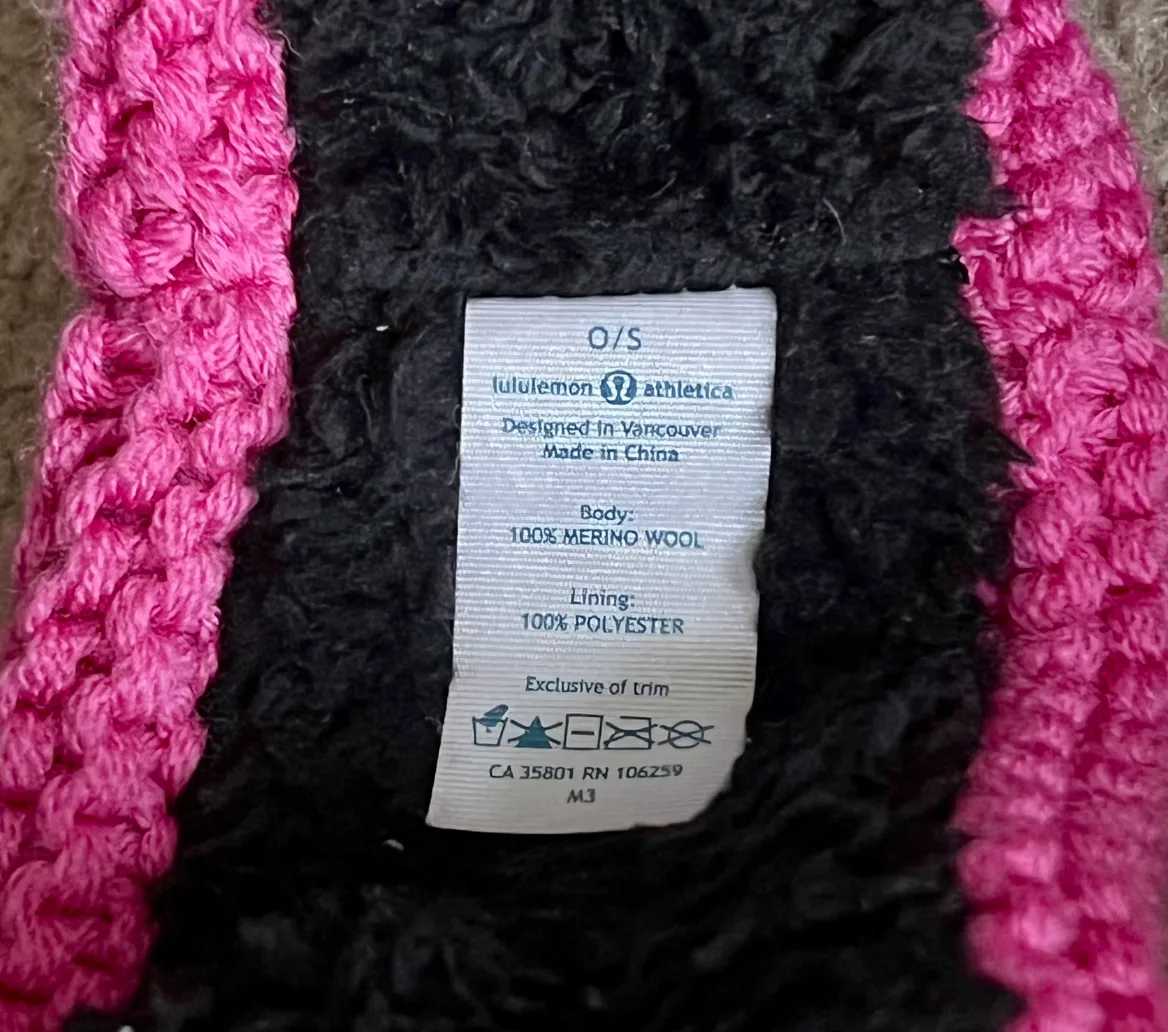 O/S
lululemon athletica
Designed in Vancouver
Made in China
Body:
100% MERINO WOOL
Lining:
100% POLYESTER
Exclusive of trim
CA 35801 RN 106259
M3